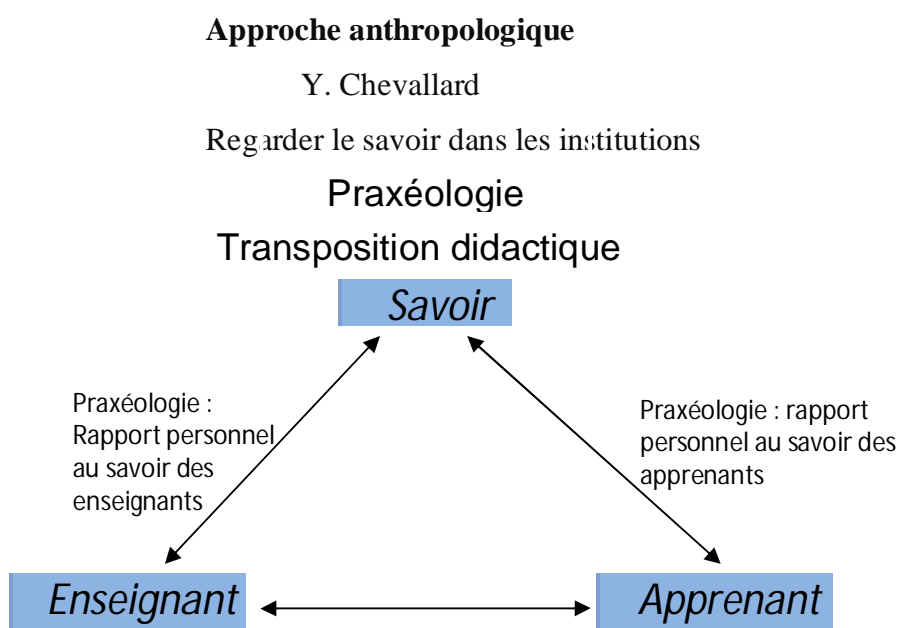 Approche anthropologique
Y. Chevallard
Regarder le savoir dans les institutions
Praxéologie
Transposition didactique
Savoir
Praxéologie :
Rapport personnel
au savoir des
enseignants
Praxéologie : rapport
personnel au savoir des
apprenants
Enseignant
Apprenant